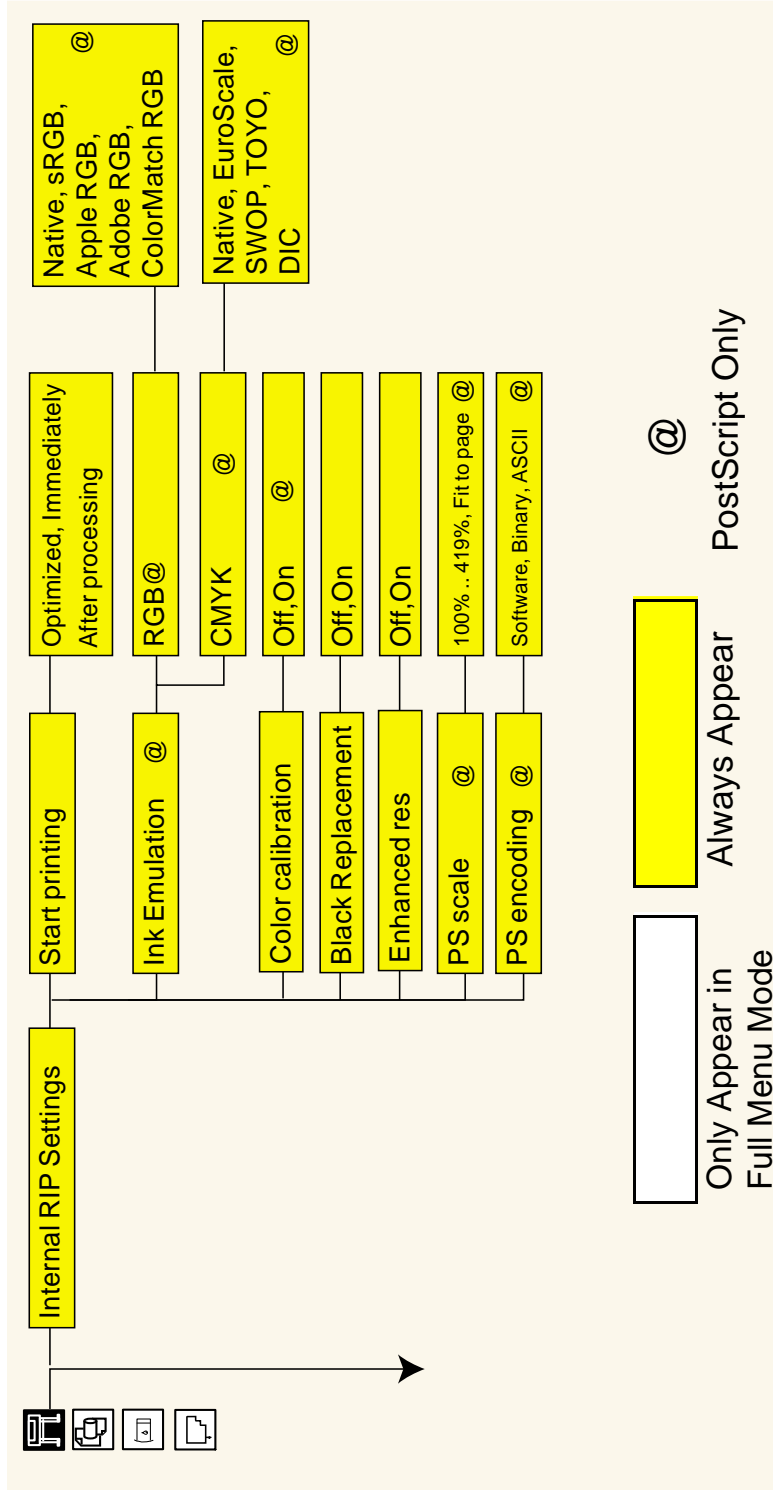 Internal RIP Settings
Start printing
Optimized, Immediately
After processing
Ink Emulation @
RGB@
Native, sRGB,
Apple RGB, @
Adobe RGB,
ColorMatch RGB
CMYK @
Native, EuroScale,
SWOP, TOYO,
DIC @
Color calibration
Off,On @
Black Replacement
Off,On
Enhanced res
Off,On
PS scale @
100% .. 419%, Fit to page @
PS encoding @
Software, Binary, ASCII @
Only Appear in
Full Menu Mode
Always Appear
@
PostScript Only